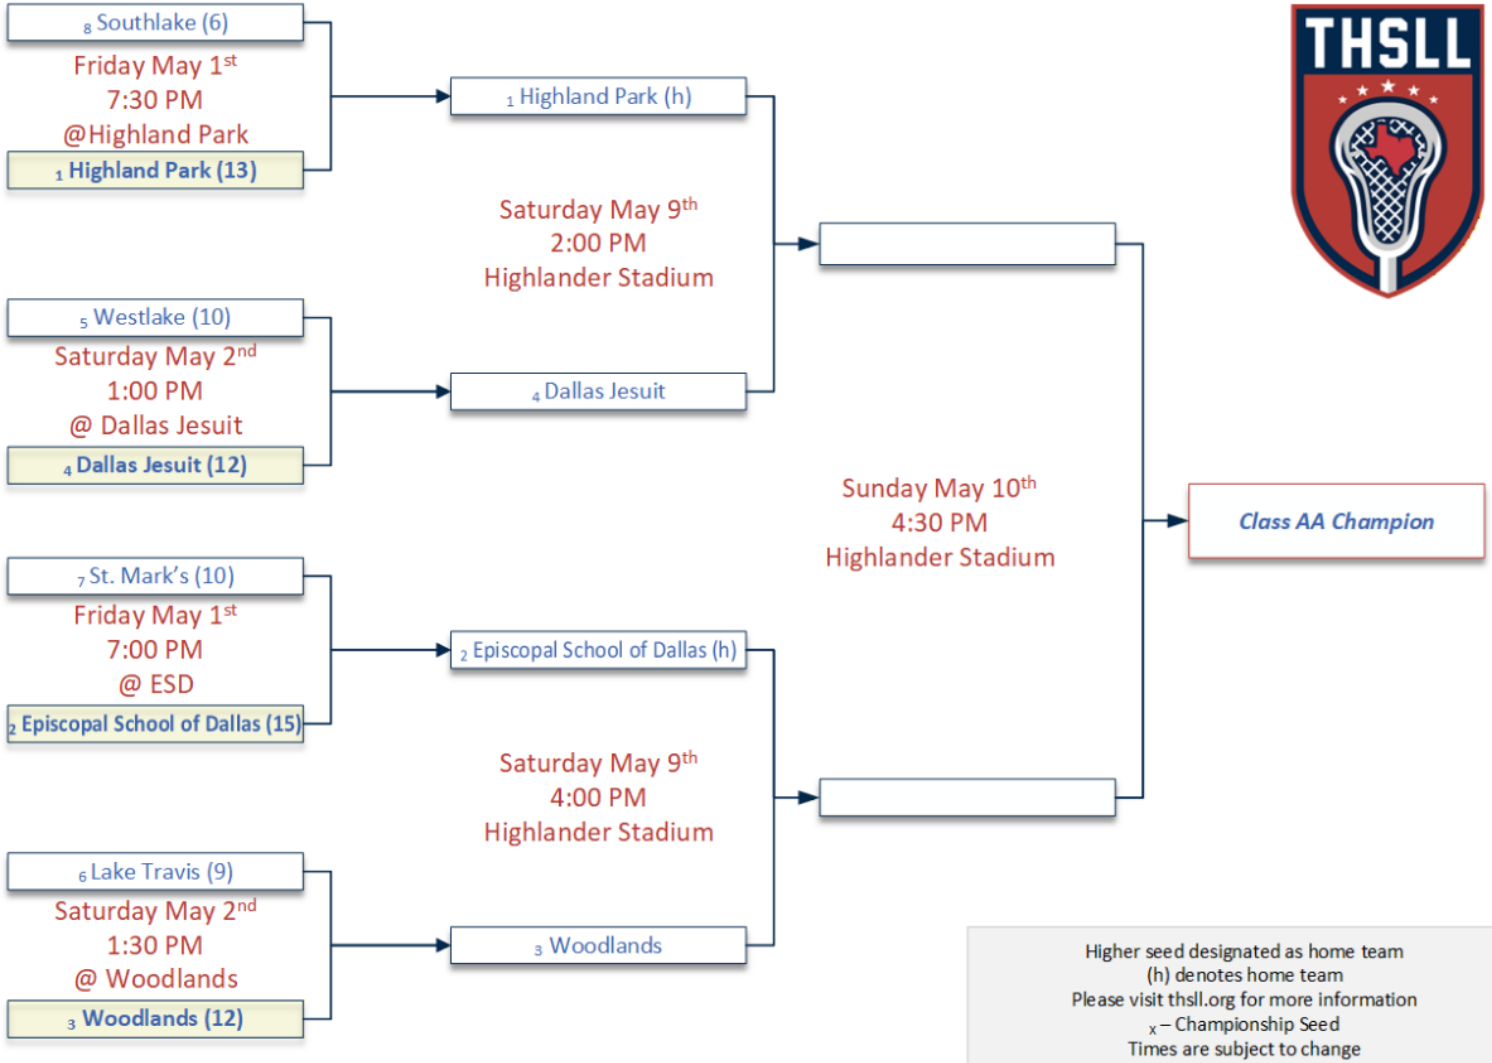 8 Southlake (6)
Friday May 1st
7:30 PM
@Highland Park
1 Highland Park (13)
5 Westlake (10)
Saturday May 2nd
1:00 PM
@ Dallas Jesuit
4 Dallas Jesuit (12)
7 St. Mark's (10)
Friday May 1st
7:00 PM
@ ESD
2 Episcopal School of Dallas (15)
6 Lake Travis (9)
Saturday May 2nd
1:30 PM
@ Woodlands
3 Woodlands (12)
1 Highland Park (h)
Saturday May 9th
2:00 PM
Highlander Stadium
4 Dallas Jesuit
2 Episcopal School of Dallas (h)
Saturday May 9th
4:00 PM
Highlander Stadium
3 Woodlands
Sunday May 10th
4:30 PM
Highlander Stadium
Class AA Champion
THSLL
Higher seed designated as home team
(h) denotes home team
Please visit thsll.org for more information
x – Championship Seed
Times are subject to change